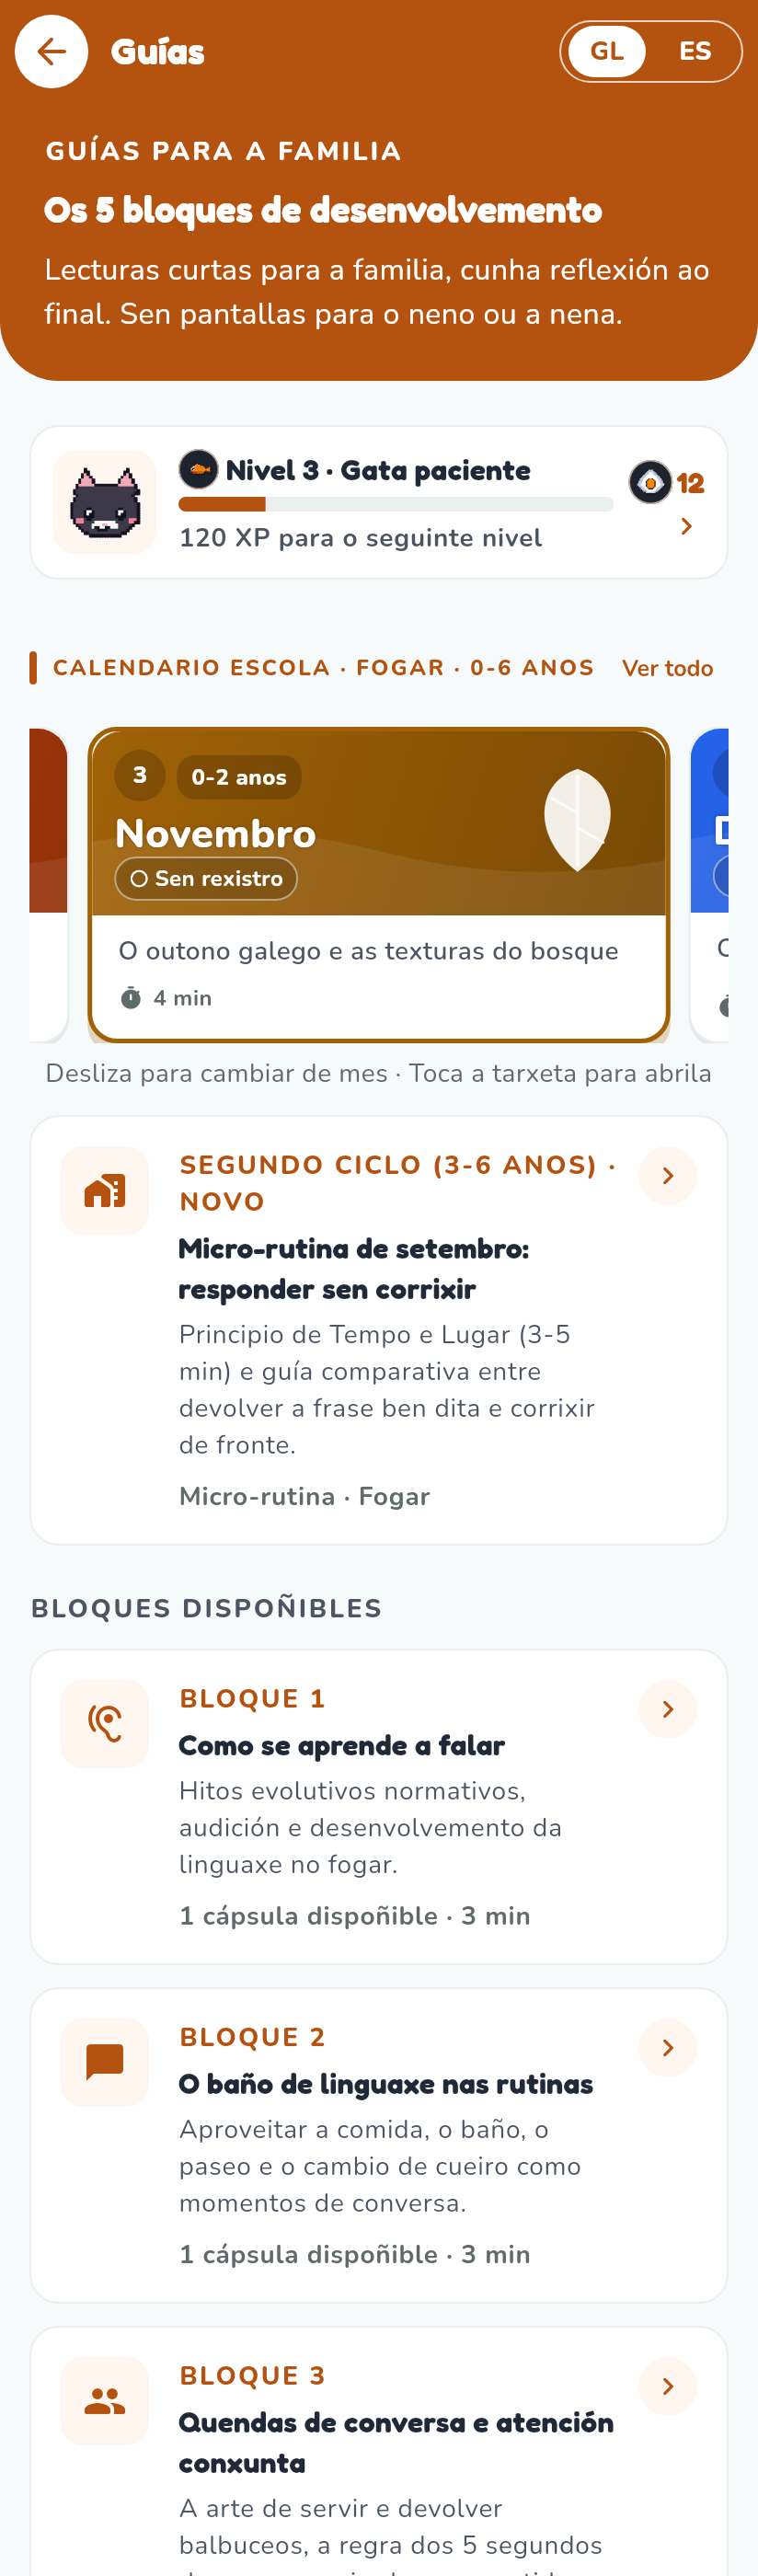 Guías
GL ES
GUÍAS PARA A FAMILIA
Os 5 bloques de desenvolvemento
Lecturas curtas para a familia, cunha reflexión ao
final. Sen pantallas para o neno ou a nena.
Nivel 3 · Gata paciente
12
120 XP para o seguinte nivel
CALENDARIO ESCOLA · FOGAR · 0-6 ANOS Ver todo
3 0-2 anos
Novembro
Sen rexistro
O outono galego e as texturas do bosque
4 min
Desliza para cambiar de mes · Toca a tarxeta para abrila
SEGUNDO CICLO (3-6 ANOS) ·
NOVO
Micro-rutina de setembro:
responder sen corrixir
Principio de Tempo e Lugar (3-5
min) e guía comparativa entre
devolver a frase ben dita e corrixir
de fronte.
Micro-rutina · Fogar
BLOQUES DISPOÑIBLES
BLOQUE 1
Como se aprende a falar
Hitos evolutivos normativos,
audición e desenvolvemento da
linguaxe no fogar.
1 cápsula dispoñible · 3 min
BLOQUE 2
O baño de linguaxe nas rutinas
Aproveitar a comida, o baño, o
paseo e o cambio de cueiro como
momentos de conversa.
1 cápsula dispoñible · 3 min
BLOQUE 3
Quendas de conversa e atención
conxunta
A arte de servir e devolver
balbuceos, a regra dos 5 segundos